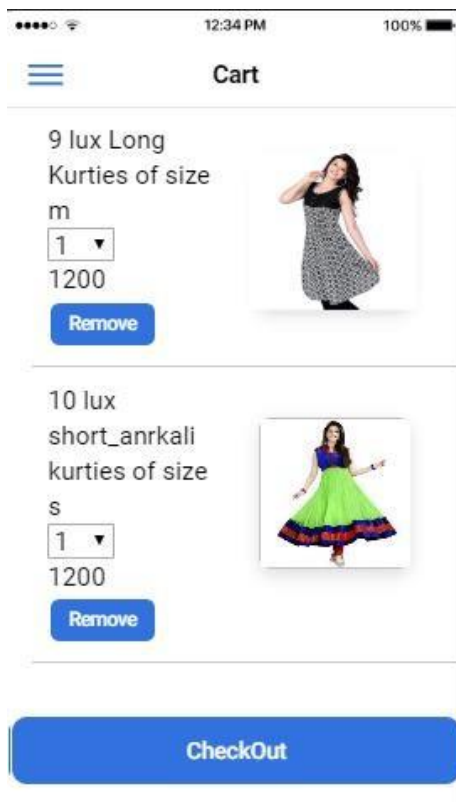 12:34 PM
100%
Cart
9 lux Long
Kurties of size
m
1
1200
Remove
10 lux
short_anrkali
kurties of size
s
1
1200
Remove
CheckOut